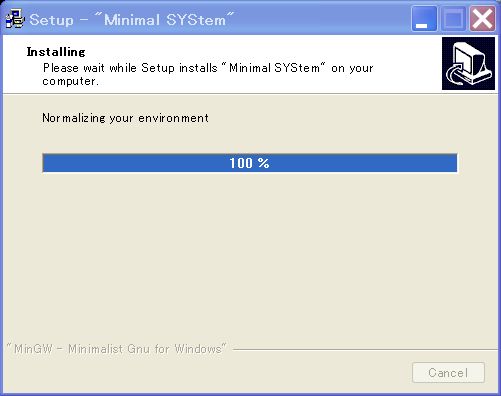 Setup - "Minimal SYStem"
Installing
Please wait while Setup installs "Minimal SYStem" on your
computer.
Normalizing your environment
100 %
"MinGW - Minimalist Gnu for Windows"
Cancel